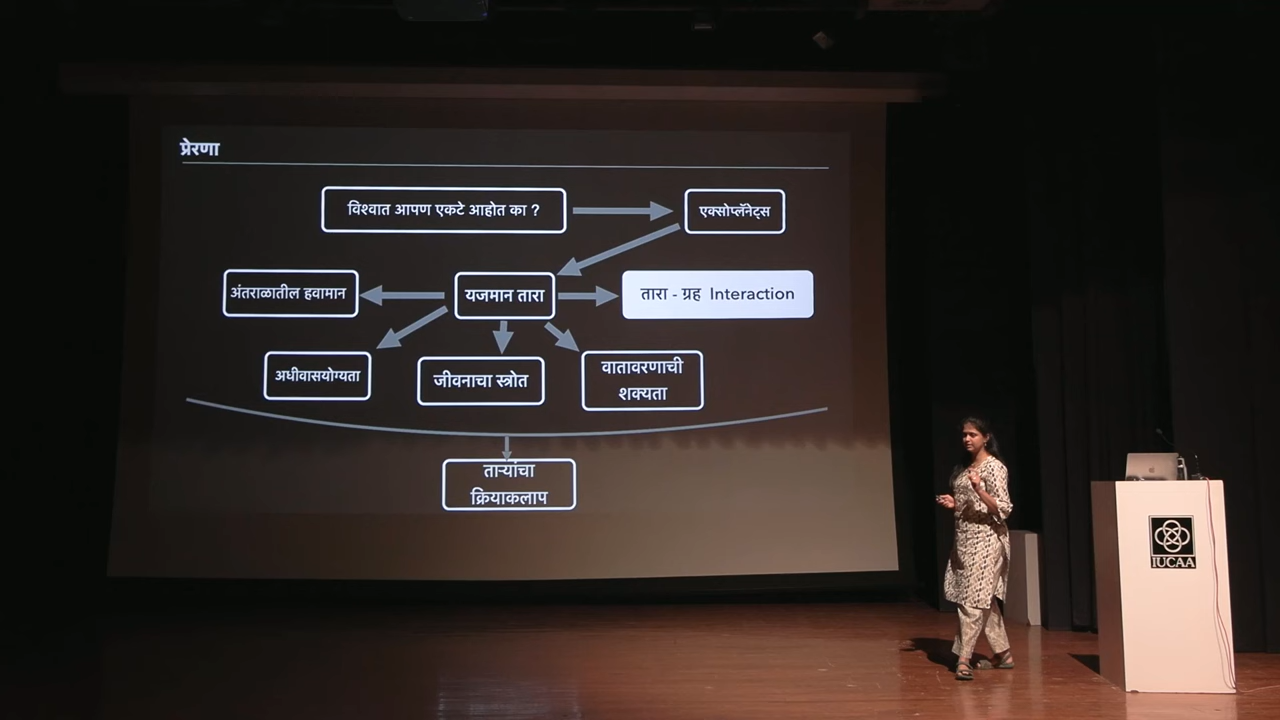 प्रेरणा
विश्वात आपण एकटे आहोत का ?
एक्सोप्लॅनेट्स
अंतराळातील हवामान
यजमान तारा
तारा - ग्रह Interaction
अधीवासयोग्यता
जीवनाचा स्त्रोत
वातावरणाची
शक्यता
ताऱ्यांचा
क्रियाकलाप
IUCAA